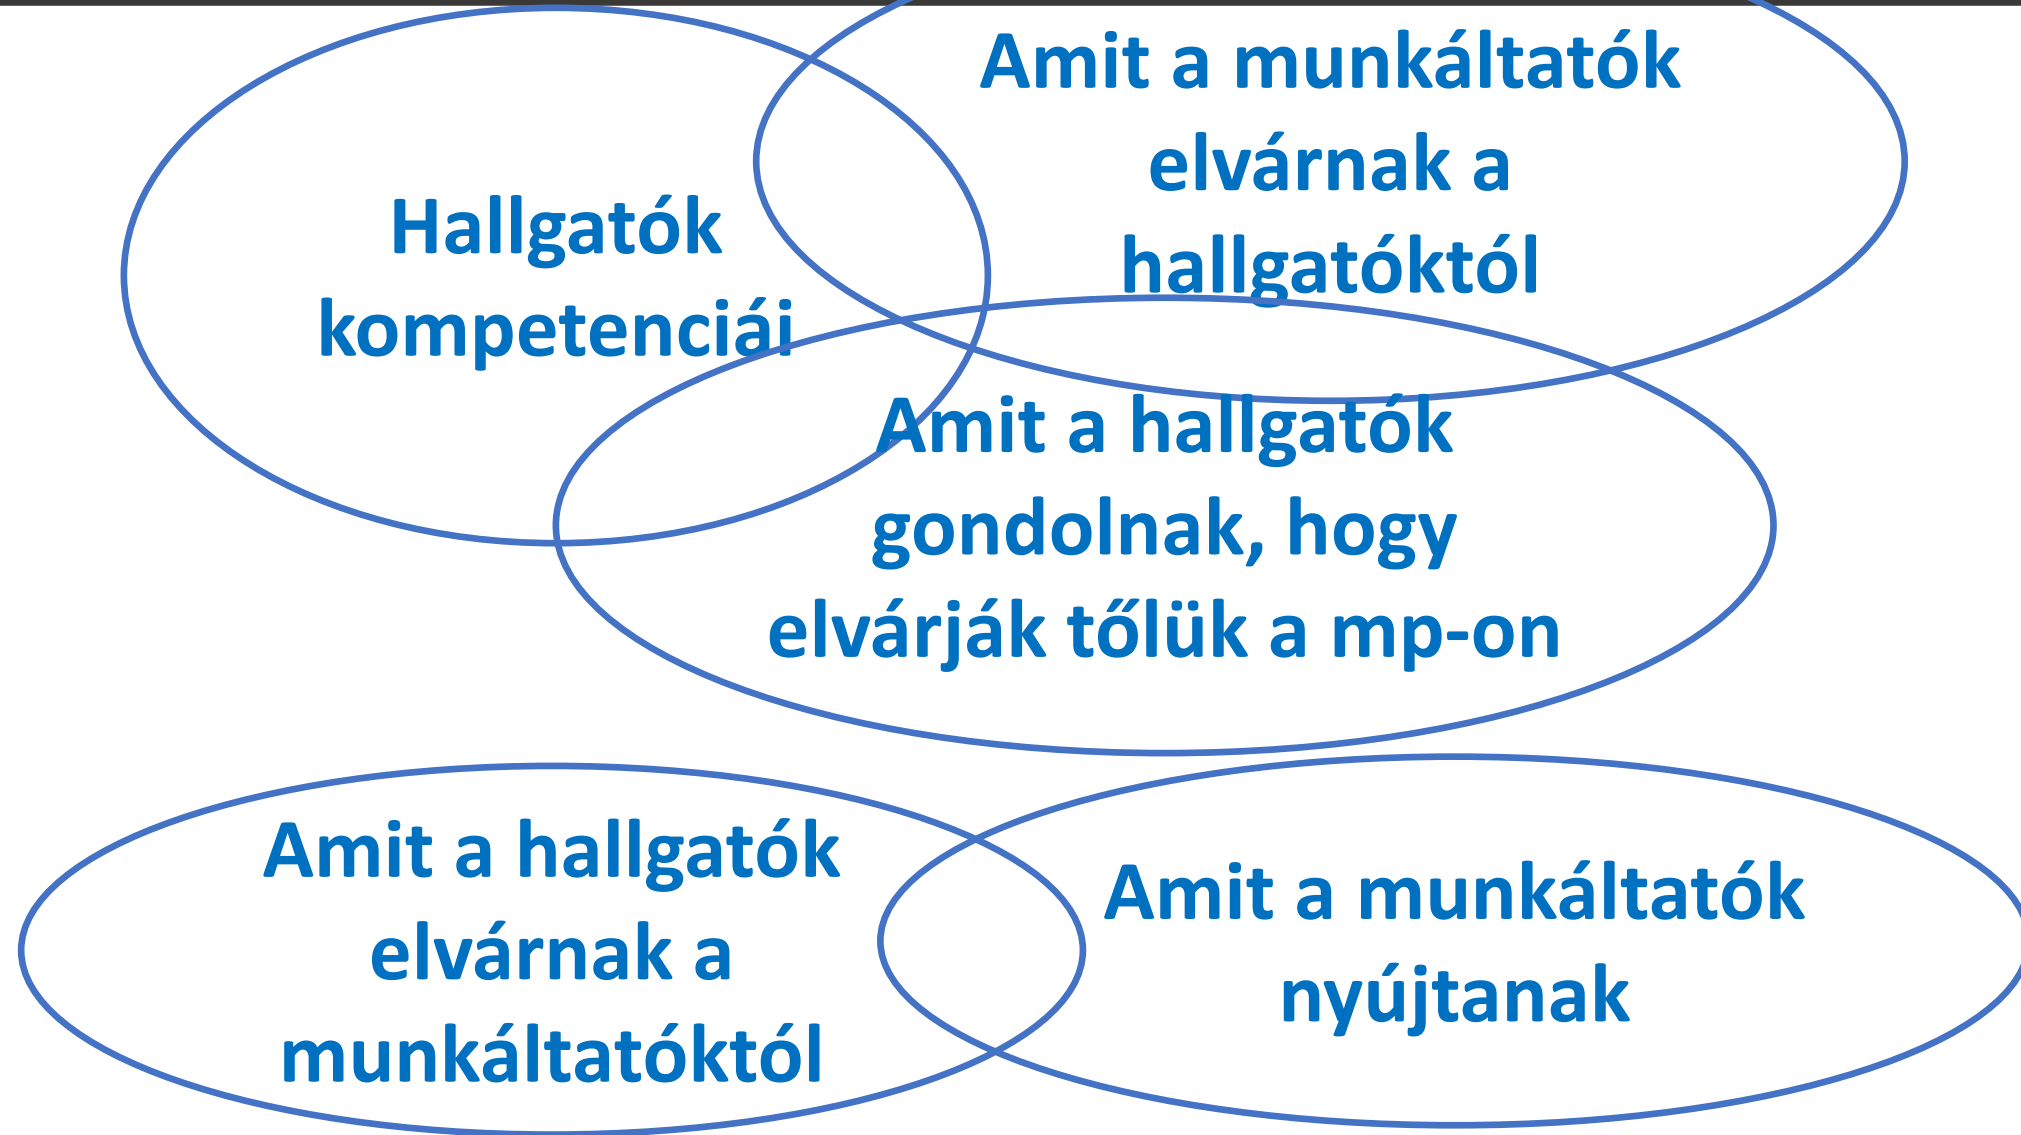 Hallgatók
kompetenciái
Amit a munkáltatók
elvárnak a
hallgatóktól
Amit a hallgatók
gondolnak, hogy
elvárják tőlük a mp-on
Amit a hallgatók
elvárnak a
munkáltatóktól
Amit a munkáltatók
nyújtanak